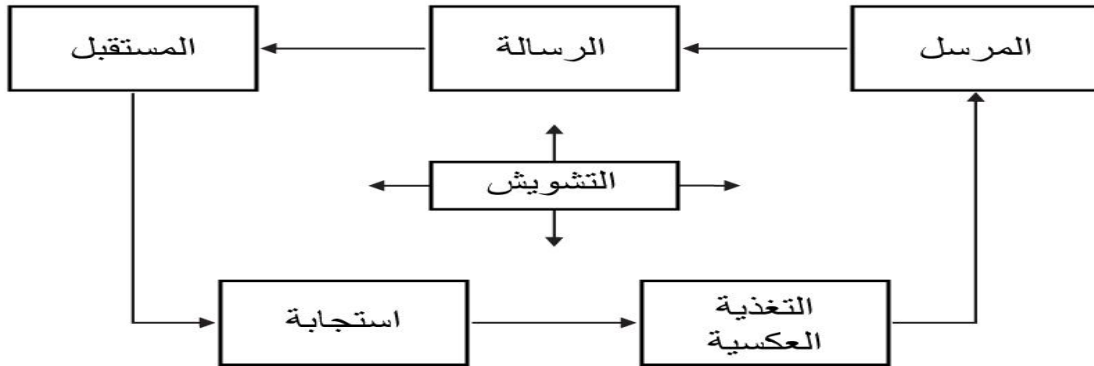 المرسل
الرسالة
المستقبل
التشويش
استجابة
التغذية
العكسية